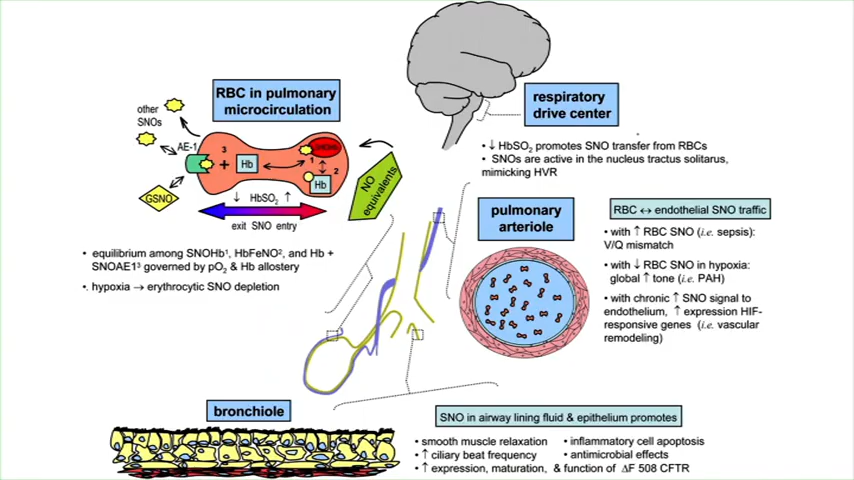 RBC in pulmonary
microcirculation
other
SNOs
AE-1
3
+
Hb
1
2
Hb
GSNO
↓ HbSO2 ↑
exit SNO entry
NO
equivalents
• equilibrium among SNOHb1, HbFeNO2, and Hb +
SNOAE13 governed by pO2 & Hb allostery
• hypoxia → erythrocytic SNO depletion
respiratory
drive center
• ↓ HbSO2 promotes SNO transfer from RBCs
• SNOs are active in the nucleus tractus solitarus,
mimicking HVR
pulmonary
arteriole
RBC ↔ endothelial SNO traffic
• with ↑ RBC SNO (i.e. sepsis):
V/Q mismatch
• with ↓ RBC SNO in hypoxia:
global ↑ tone (i.e. PAH)
• with chronic ↑ SNO signal to
endothelium, ↑ expression HIF-
responsive genes (i.e. vascular
remodeling)
bronchiole
SNO in airway lining fluid & epithelium promotes
• smooth muscle relaxation
• ↑ ciliary beat frequency
• inflammatory cell apoptosis
• antimicrobial effects
• ↑ expression, maturation, & function of ΔF 508 CFTR